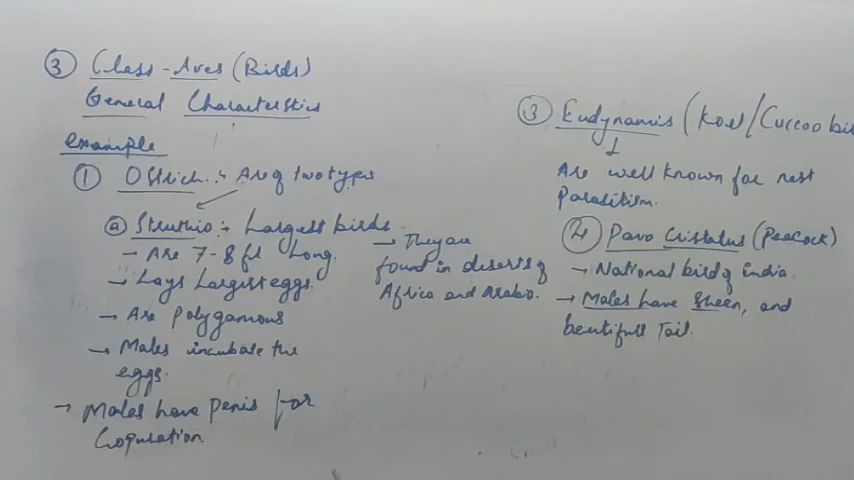 ③ Class - Aves (Birds)
General Characterstics
example
① Ostrich :- Are of two types
ⓐ Struthio :- Largest birds
- Are 7-8 ft Long.
→ Lays Largest eggs.
→ Are polygamous
→ Males incubate the
eggs.
→ Males have penis for
Copulation
→ They are
found in deserts of
Africa and Arabia.
③ Eudynamis (Koel/Cuccoo bi
↓
Are well known for nest
Parasitism.
④ Pavo Cristatus (Peacock)
→ National bird of india.
→ Males have Sheen, and
beutifull Tail.